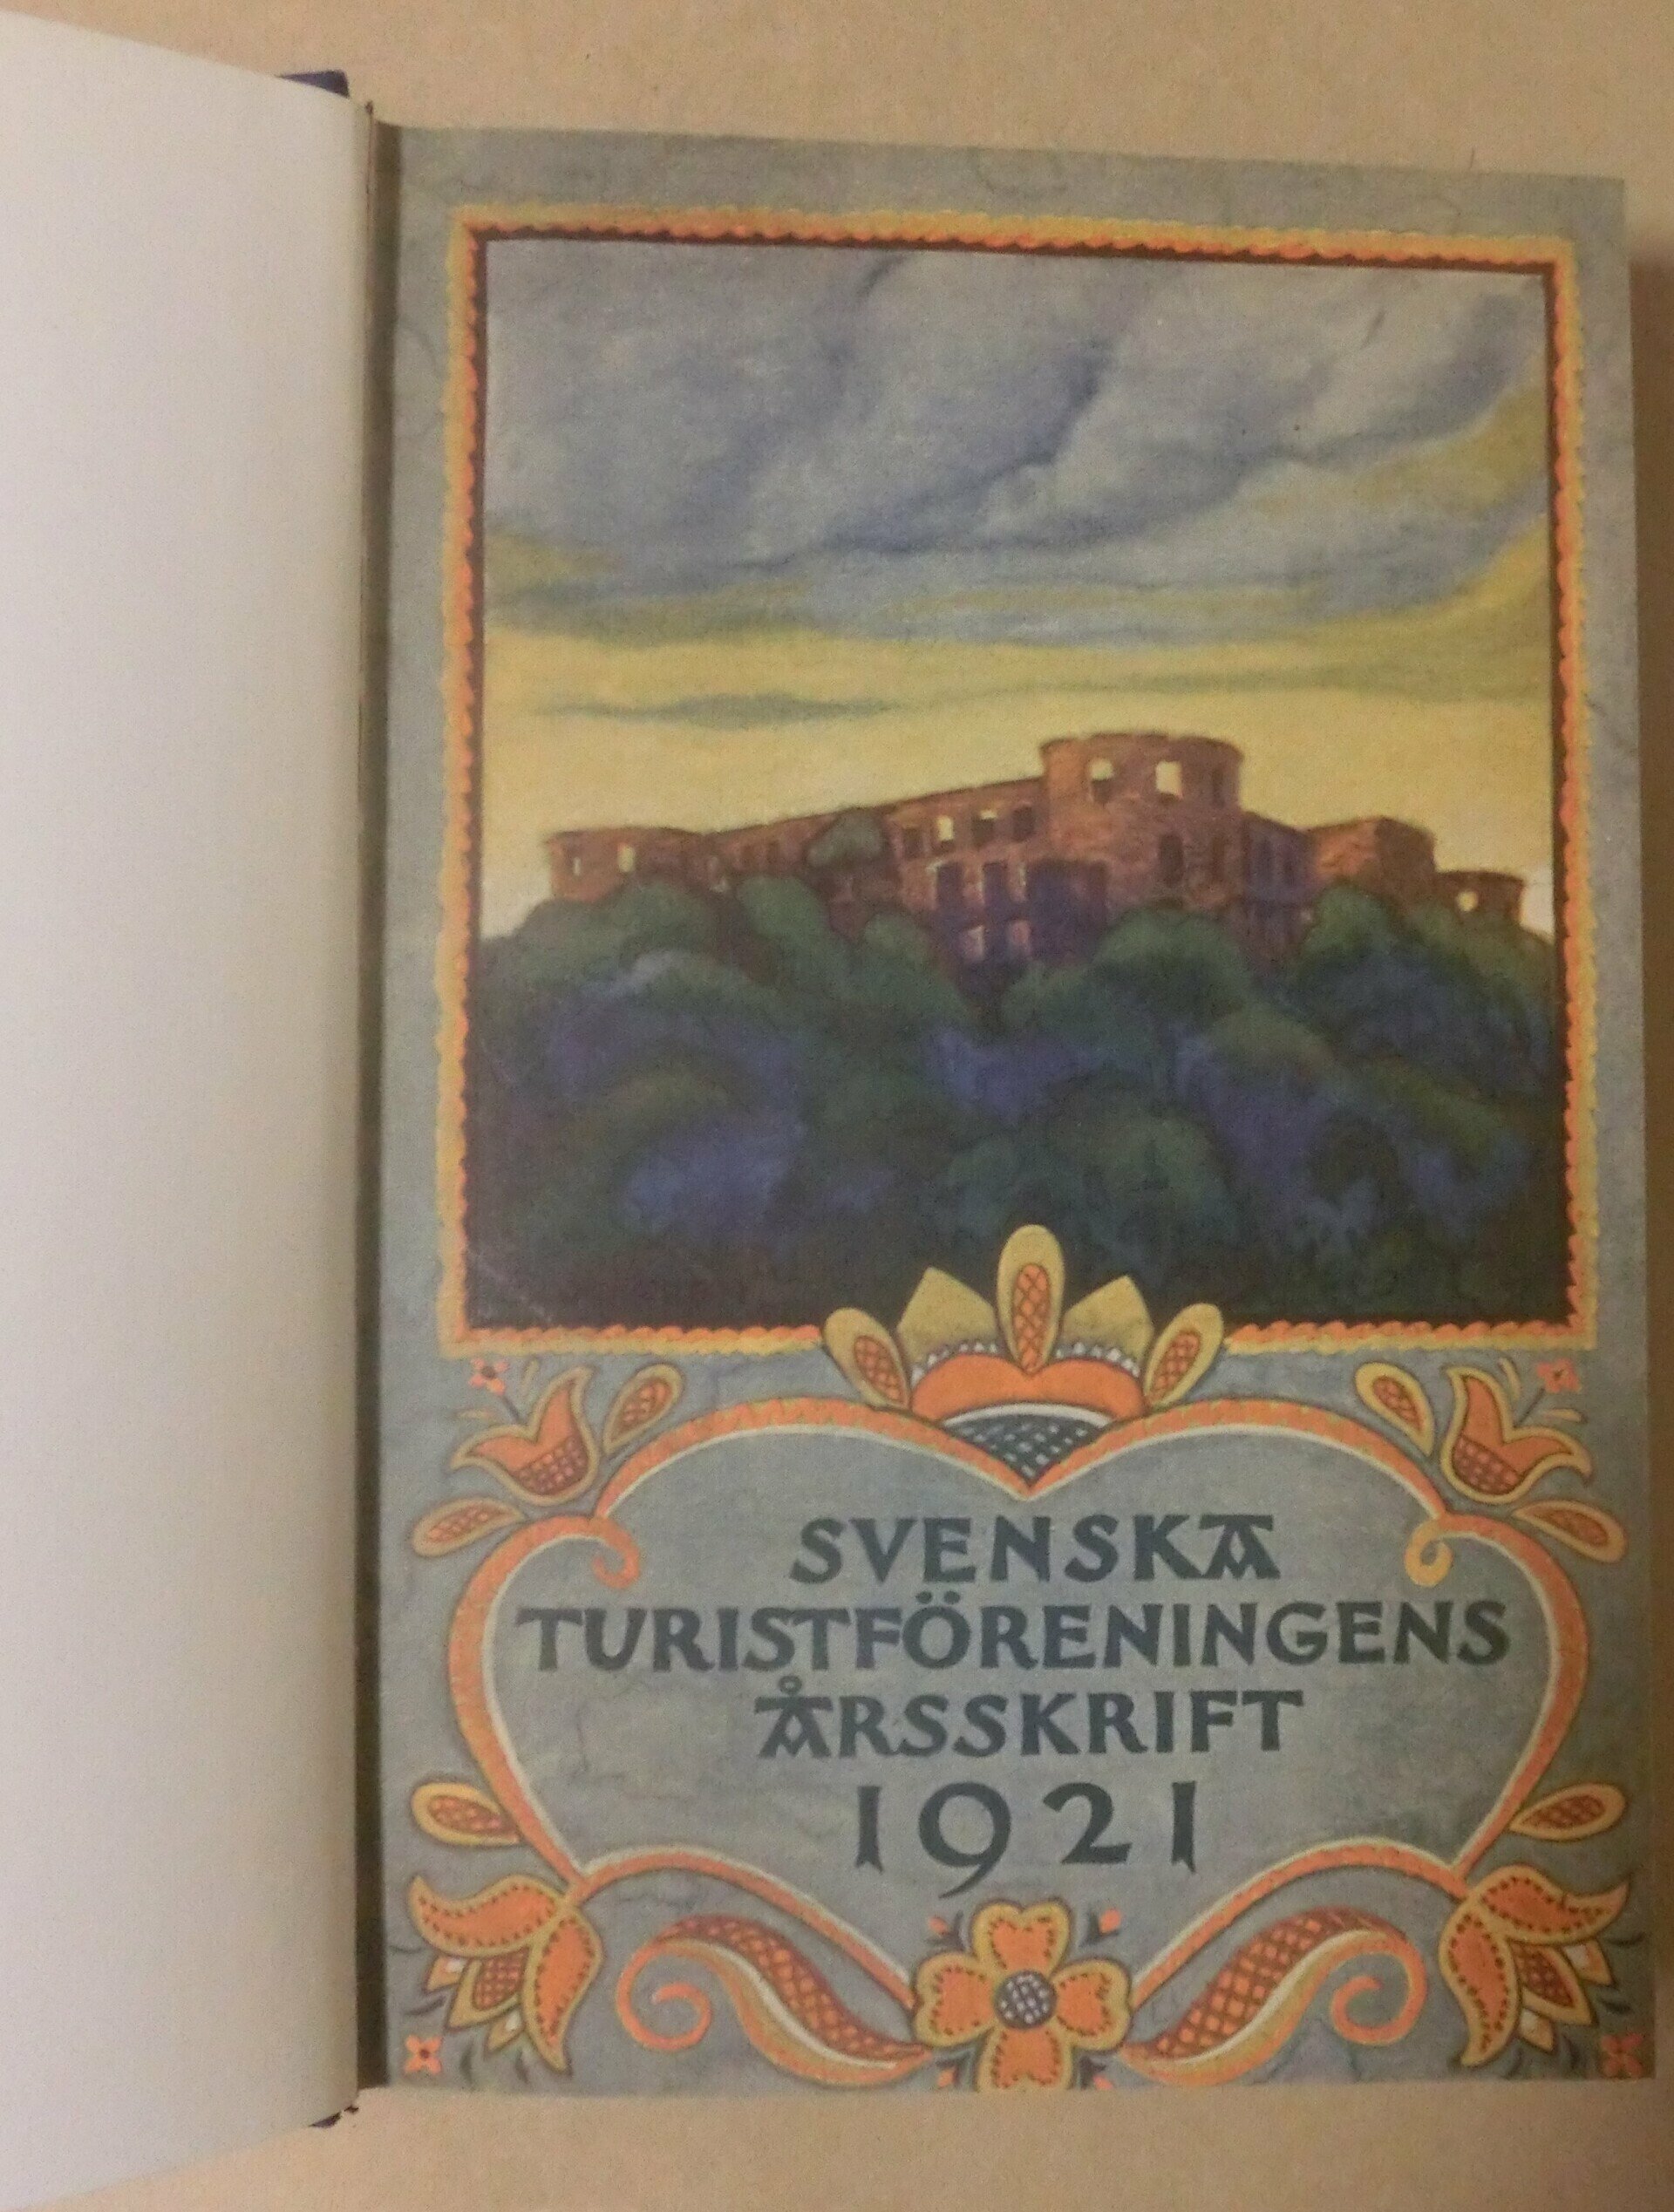 SVENSKA
TURISTFÖRENINGENS
ÅRSSKRIFT
1921